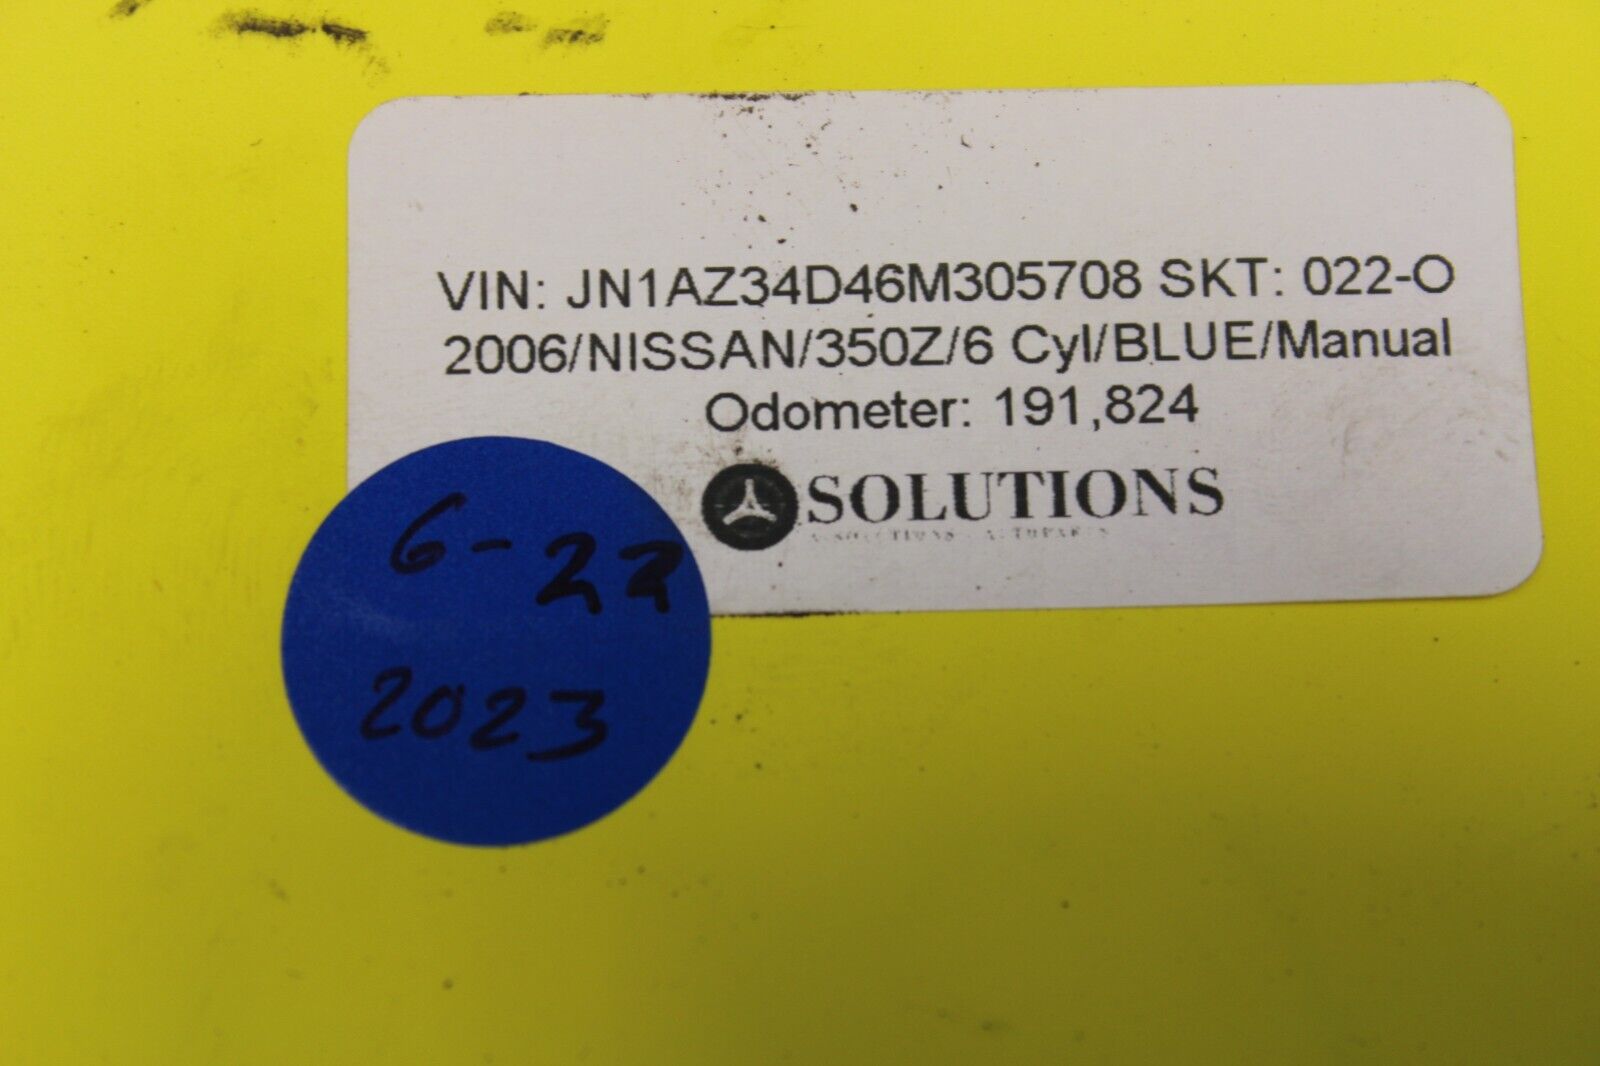 VIN: JN1AZ34D46M305708 SKT: 022-O
2006/NISSAN/350Z/6 Cyl/BLUE/Manual
Odometer: 191,824
SOLUTIONS
6-22
2023